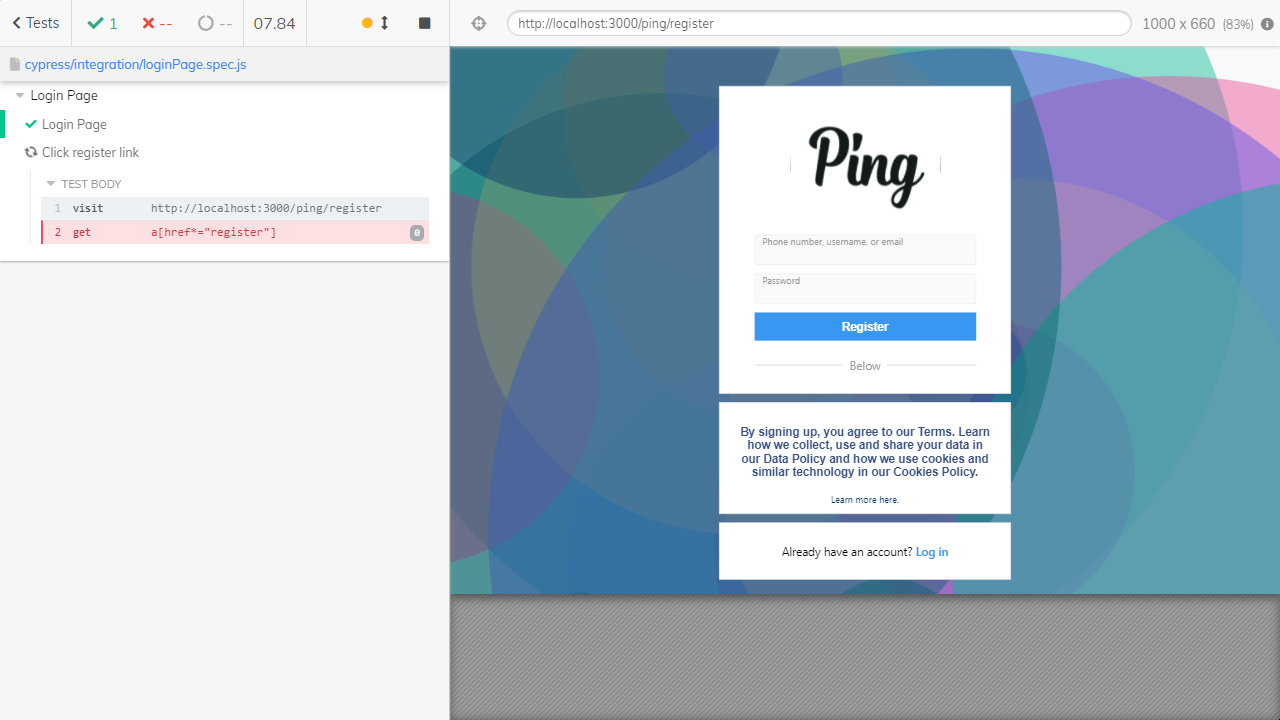 Tests
1
--
--
07.84
http://localhost:3000/ping/register
1000 x 660 (83%)
cypress/integration/loginPage.spec.js
Login Page
Login Page
Click register link
TEST BODY
1 visit http://localhost:3000/ping/register
2 get a[href*="register"] 0
Ping
Phone number, username, or email
Password
Register
Below
By signing up, you agree to our Terms. Learn
how we collect, use and share your data in
our Data Policy and how we use cookies and
similar technology in our Cookies Policy.
Learn more here.
Already have an account? Log in